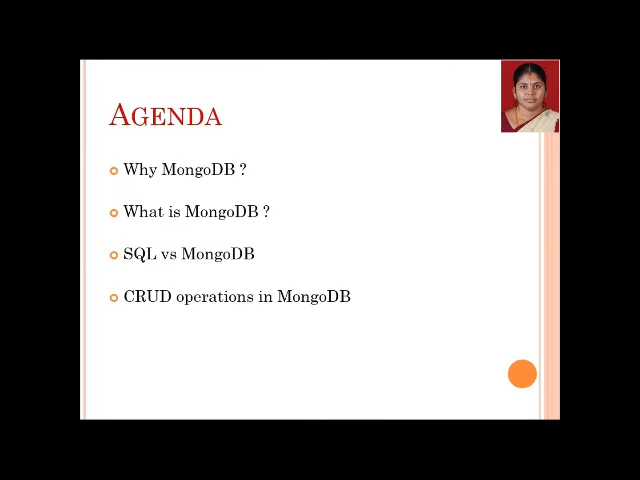 AGENDA
Why MongoDB ?
What is MongoDB ?
SQL vs MongoDB
CRUD operations in MongoDB